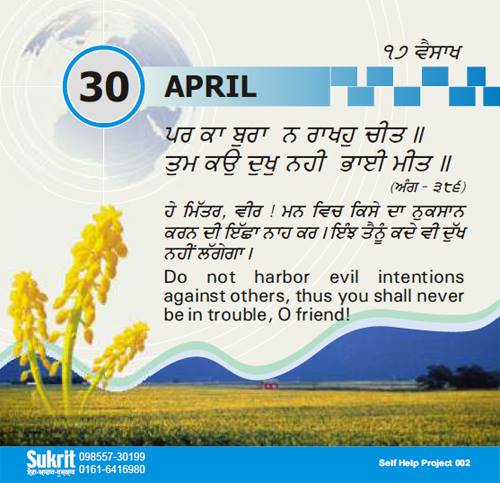 ੧੭ ਵੈਸਾਖ
30 APRIL
ਪਰ ਕਾ ਬੁਰਾ ਨ ਰਾਖਹੁ ਚੀਤ ॥
ਤੁਮ ਕਉ ਦੁਖੁ ਨਹੀ ਭਾਈ ਮੀਤ ॥
(ਅੰਗ - ੩੮੬)
ਹੇ ਮਿੱਤਰ, ਵੀਰ ! ਮਨ ਵਿਚ ਕਿਸੇ ਦਾ ਨੁਕਸਾਨ
ਕਰਨ ਦੀ ਇੱਛਾ ਨਾਹ ਕਰ । ਇੰਝ ਤੈਨੂੰ ਕਦੇ ਵੀ ਦੁੱਖ
ਨਹੀਂ ਲੱਗੇਗਾ ।
Do not harbor evil intentions
against others, thus you shall never
be in trouble, O friend!
Sukrit 098557-30199
0161-6416980
Self Help Project 002